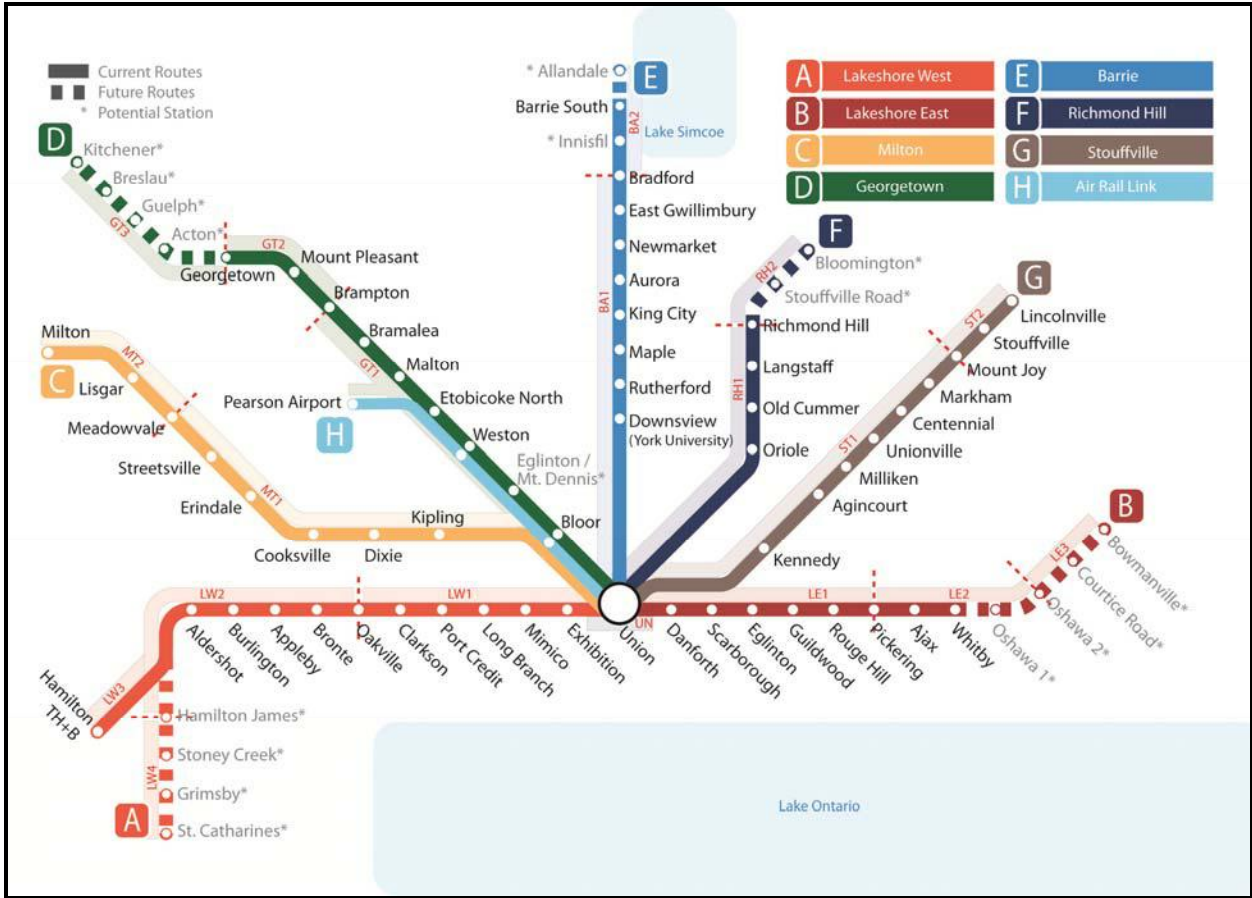 Current Routes
Future Routes
* Potential Station
A Lakeshore West
B Lakeshore East
C Milton
D Georgetown
E Barrie
F Richmond Hill
G Stouffville
H Air Rail Link
D
Kitchener*
Breslau*
Guelph*
Acton*
GT3
Georgetown
GT2
Mount Pleasant
Brampton
Bramalea
GT1
Malton
Etobicoke North
Weston
Eglinton /
Mt. Dennis*
Bloor
Pearson Airport
H
Milton
C
MT2
Lisgar
Meadowvale
Streetsville
Erindale
MT1
Cooksville
Dixie
Kipling
* Allandale
E
Barrie South
BA2
Lake Simcoe
* Innisfil
Bradford
East Gwillimbury
Newmarket
Aurora
BA1
King City
Maple
Rutherford
Downsview
(York University)
F
Bloomington*
RH2
Stouffville Road*
Richmond Hill
Langstaff
RH1
Old Cummer
Oriole
G
Lincolnville
ST2
Stouffville
Mount Joy
Markham
Centennial
Unionville
ST1
Milliken
Agincourt
Kennedy
LW2
LW1
UN
LE1
LE2
LE3
B
Hamilton
TH+B
LW3
Aldershot
Burlington
Appleby
Bronte
Oakville
Clarkson
Port Credit
Long Branch
Mimico
Exhibition
Union
Danforth
Scarborough
Eglinton
Guildwood
Rouge Hill
Pickering
Ajax
Whitby
Oshawa 1*
Oshawa 2*
Courtice Road*
Bowmanville*
Hamilton James*
Stoney Creek*
LW4
Grimsby*
A
St. Catharines*
Lake Ontario